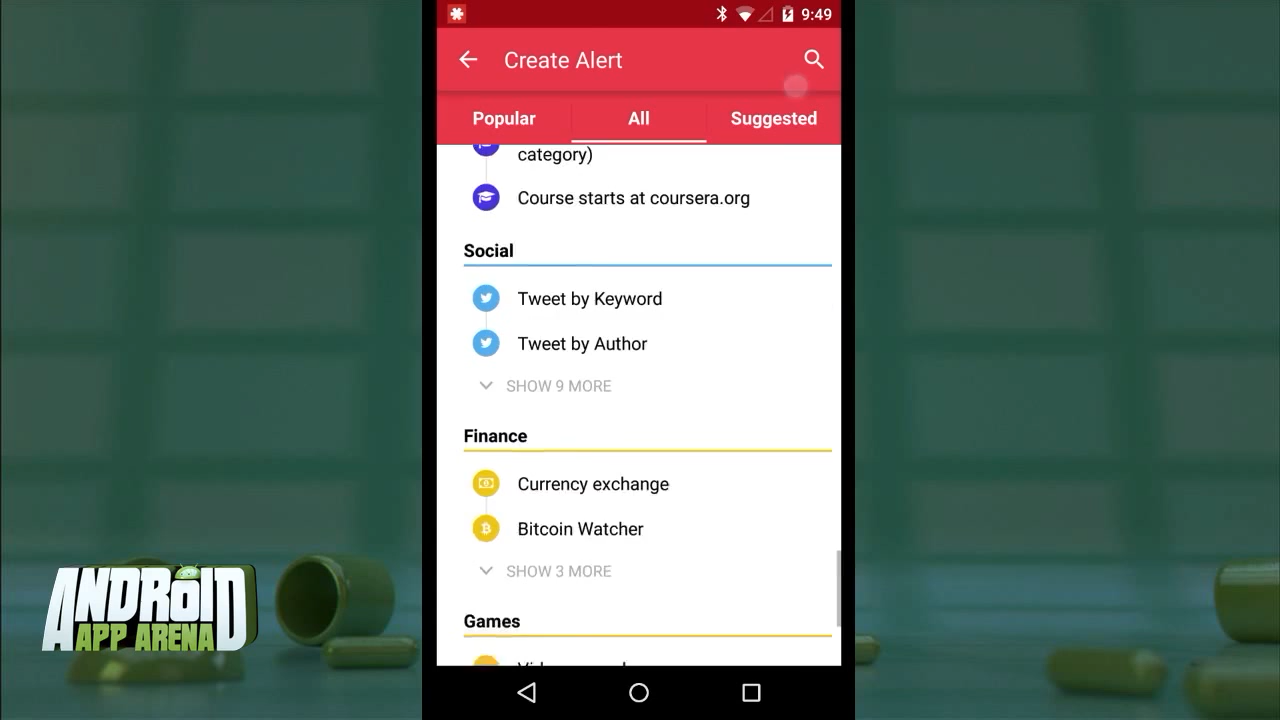 9:49
Create Alert
Popular
All
Suggested
category)
Course starts at coursera.org
Social
Tweet by Keyword
Tweet by Author
SHOW 9 MORE
Finance
Currency exchange
Bitcoin Watcher
SHOW 3 MORE
Games
ANDROID
APP ARENA